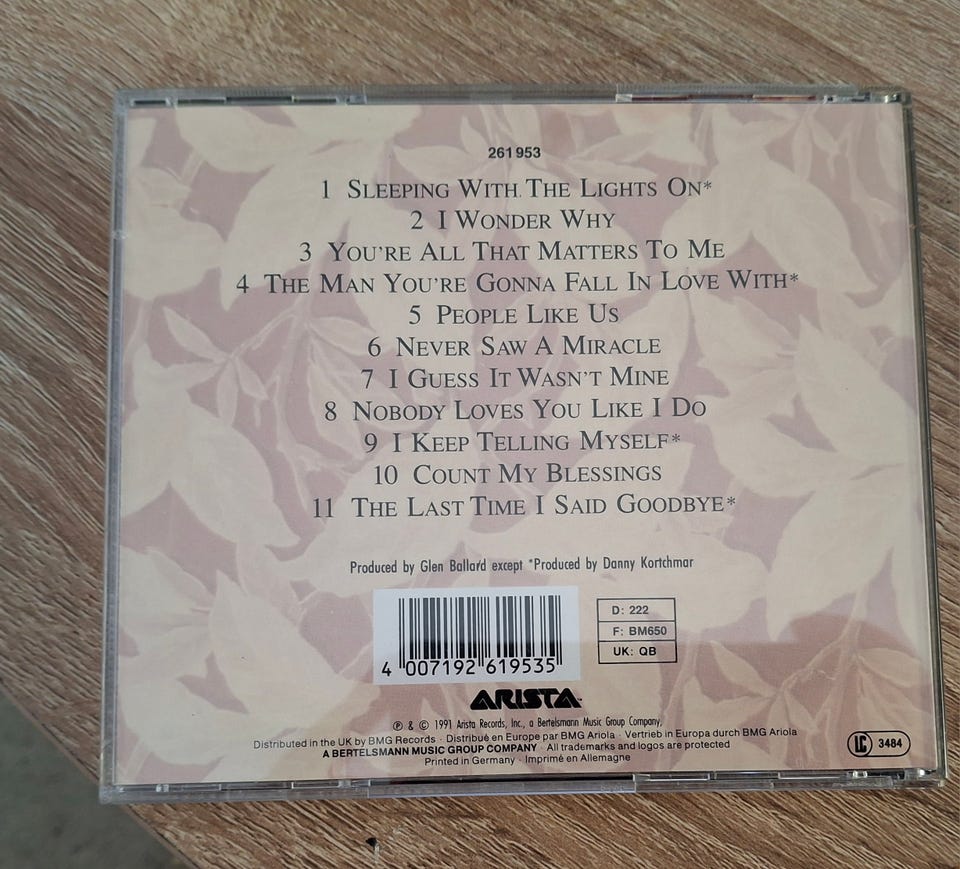 261 953
1 SLEEPING WITH THE LIGHTS ON*
2 I WONDER WHY
3 YOU'RE ALL THAT MATTERS TO ME
4 THE MAN YOU'RE GONNA FALL IN LOVE WITH*
5 PEOPLE LIKE US
6 NEVER SAW A MIRACLE
7 I GUESS IT WASN'T MINE
8 NOBODY LOVES YOU LIKE I DO
9 I KEEP TELLING MYSELF*
10 COUNT MY BLESSINGS
11 THE LAST TIME I SAID GOODBYE*
Produced by Glen Ballard except *Produced by Danny Kortchmar
D: 222
F: BM650
UK: QB
4 007192 619535
ARISTA
℗ & © 1991 Arista Records, Inc., a Bertelsmann Music Group Company,
Distributed in the UK by BMG Records · Distribué en Europe par BMG Ariola · Vertrieb in Europa durch BMG Ariola
A BERTELSMANN MUSIC GROUP COMPANY · All trademarks and logos are protected
Printed in Germany · Imprimé en Allemagne
LC 3484